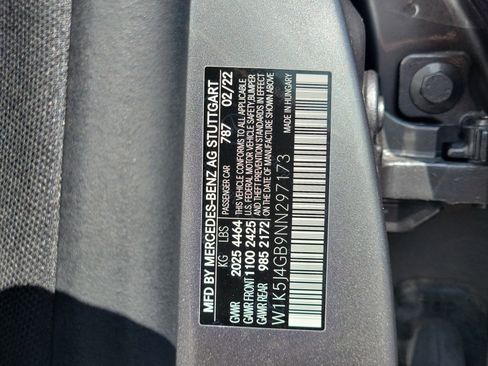 MFD BY MERCEDES-BENZ AG STUTTGART
PASSENGER CAR 787 02/22
KG LBS
GVWR 2025 4464
GAWR FRONT 1100 2425
GAWR REAR 985 2172
THIS VEHICLE CONFORMS TO ALL APPLICABLE
U.S. FEDERAL MOTOR VEHICLE SAFETY, BUMPER,
AND THEFT PREVENTION STANDARDS IN EFFECT
ON THE DATE OF MANUFACTURE SHOWN ABOVE
MADE IN HUNGARY
W1K5J4GB9NN297173